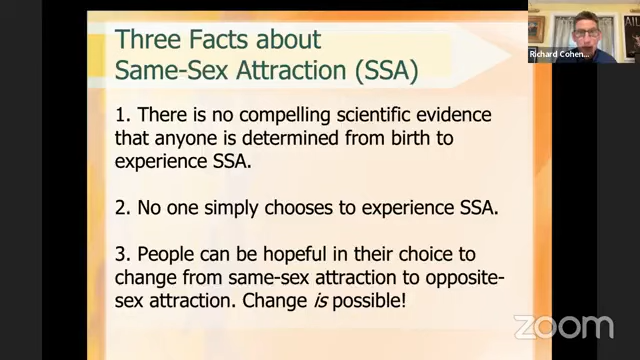 Three Facts about
Same-Sex Attraction (SSA)
Richard Cohen...
1. There is no compelling scientific evidence
that anyone is determined from birth to
experience SSA.
2. No one simply chooses to experience SSA.
3. People can be hopeful in their choice to
change from same-sex attraction to opposite-
sex attraction. Change is possible!
zoom